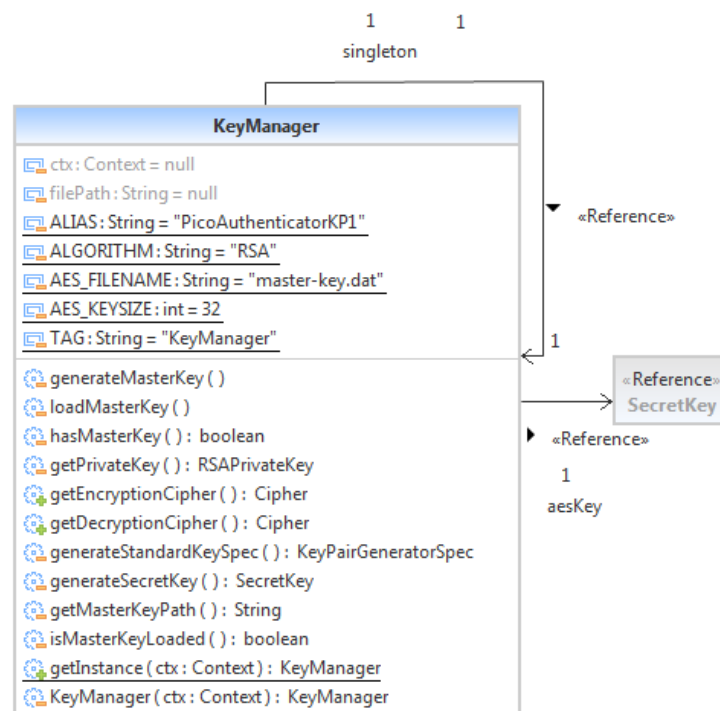 1 1
singleton
KeyManager
ctx : Context = null
filePath : String = null
ALIAS : String = "PicoAuthenticatorKP1"
«Reference»
ALGORITHM : String = "RSA"
AES_FILENAME : String = "master-key.dat"
AES_KEYSIZE : int = 32
TAG : String = "KeyManager"
1
generateMasterKey ( )
«Reference»
SecretKey
loadMasterKey ( )
hasMasterKey ( ) : boolean
«Reference»
getPrivateKey ( ) : RSAPrivateKey
1
getEncryptionCipher ( ) : Cipher
aesKey
getDecryptionCipher ( ) : Cipher
generateStandardKeySpec ( ) : KeyPairGeneratorSpec
generateSecretKey ( ) : SecretKey
getMasterKeyPath ( ) : String
isMasterKeyLoaded ( ) : boolean
getInstance ( ctx : Context ) : KeyManager
KeyManager ( ctx : Context ) : KeyManager